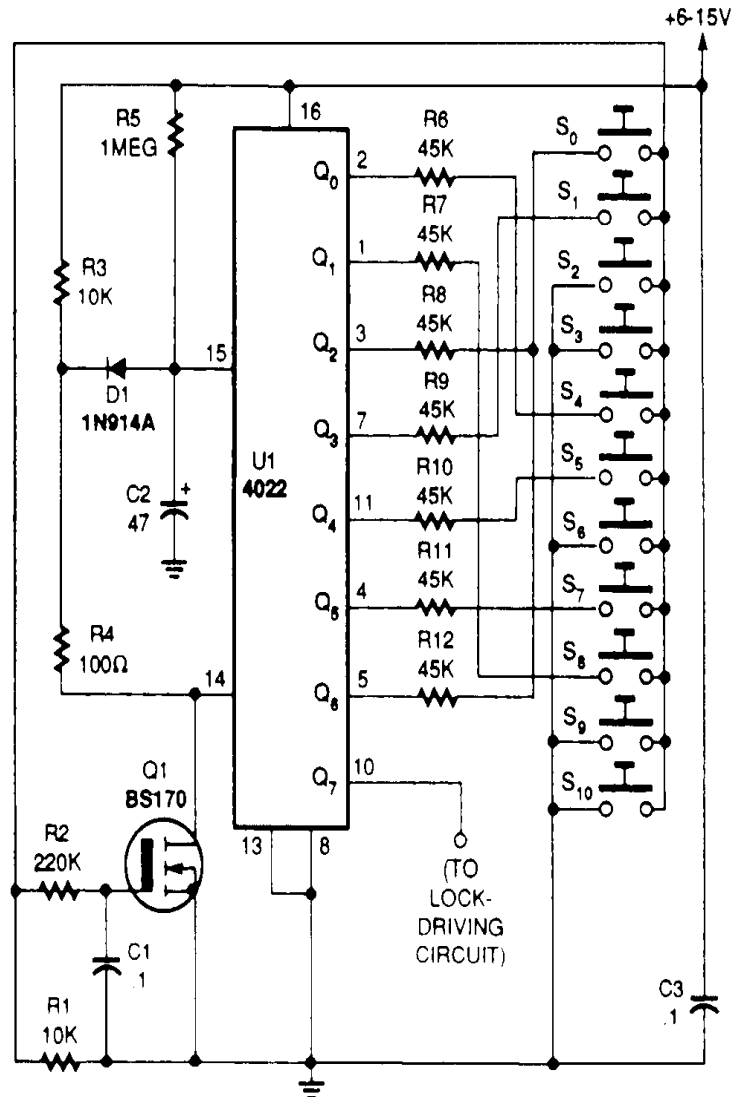 +6-15V
R5
1MEG
16
R6
45K
S0
Q0
2
R7
45K
S1
Q1
1
R3
10K
R8
45K
S2
Q2
3
S3
15
D1
1N914A
R9
45K
S4
Q3
7
U1
4022
R10
45K
S5
C2
47
+
Q4
11
R11
45K
S6
Q5
4
S7
R4
100Ω
R12
45K
S8
14
Q6
5
S9
Q7
10
S10
Q1
BS170
13
8
R2
220K
(TO
LOCK-
DRIVING
CIRCUIT)
C1
.1
R1
10K
C3
.1